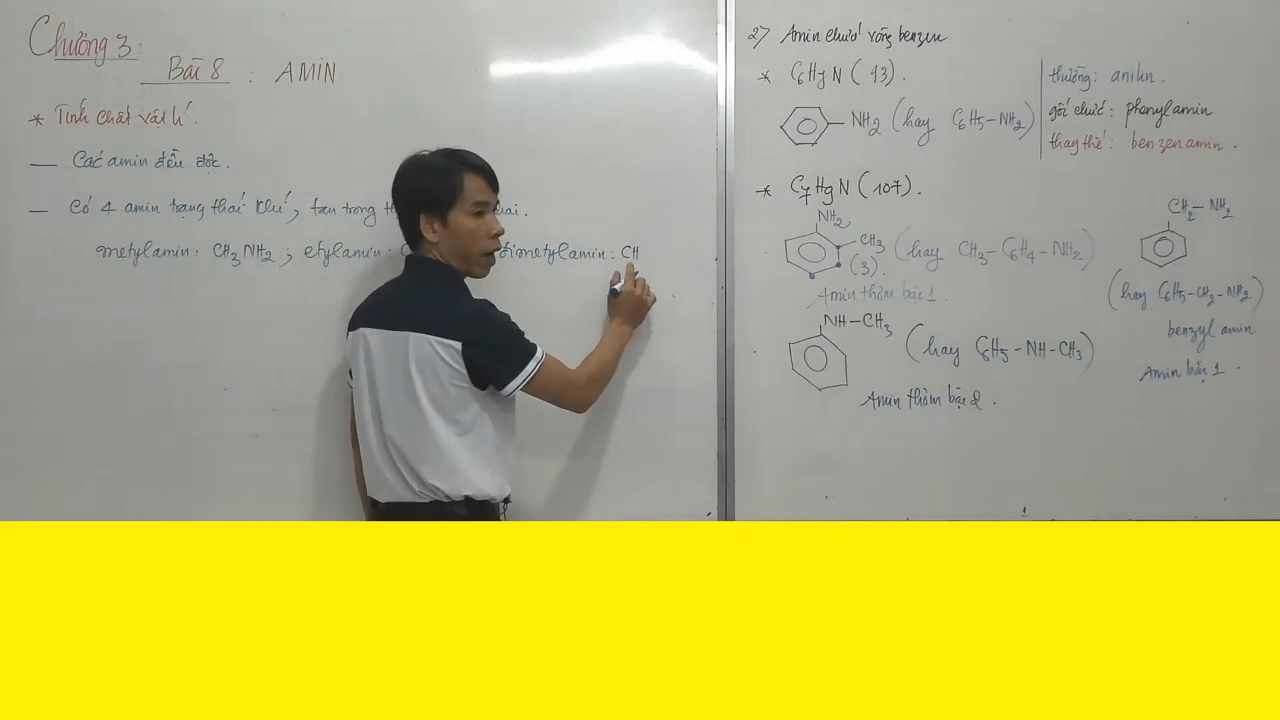 Chương 3:
Bài 8 : AMIN
* Tính chất vật lí.
— Các amin đều độc.
— Có 4 amin trạng thái khí, tan trong
metylamin: CH3NH2; etylamin: đimetylamin: CH
2) Amin chứa vòng benzen
* C6H7N (93).
NH2 (hay C6H5-NH2)
thường: anilin.
gốc chức: phenylamin
thay thế: benzenamin.
* C7H9N (107).
NH2
CH3 (hay CH3-C6H4-NH2)
(3).
Amin thơm bậc 1.
CH2-NH2
(hay C6H5-CH2-NH2)
benzyl amin
Amin bậc 1.
NH-CH3
(hay C6H5-NH-CH3)
Amin thơm bậc 2.